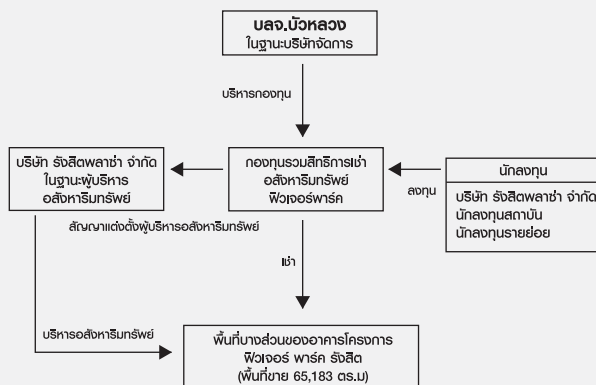 บลจ.บัวหลวง
ในฐานะบริษัทจัดการ
บริหารกองทุน
บริษัท รังสิตพลาซ่า จำกัด
ในฐานะผู้บริหาร
อสังหาริมทรัพย์
กองทุนรวมสิทธิการเช่า
อสังหาริมทรัพย์
ฟิวเจอร์พาร์ค
ลงทุน
นักลงทุน
บริษัท รังสิตพลาซ่า จำกัด
นักลงทุนสถาบัน
นักลงทุนรายย่อย
สัญญาแต่งตั้งผู้บริหารอสังหาริมทรัพย์
เช่า
บริหารอสังหาริมทรัพย์
พื้นที่บางส่วนของอาคารโครงการ
ฟิวเจอร์ พาร์ค รังสิต
(พื้นที่ขาย 65,183 ตร.ม)